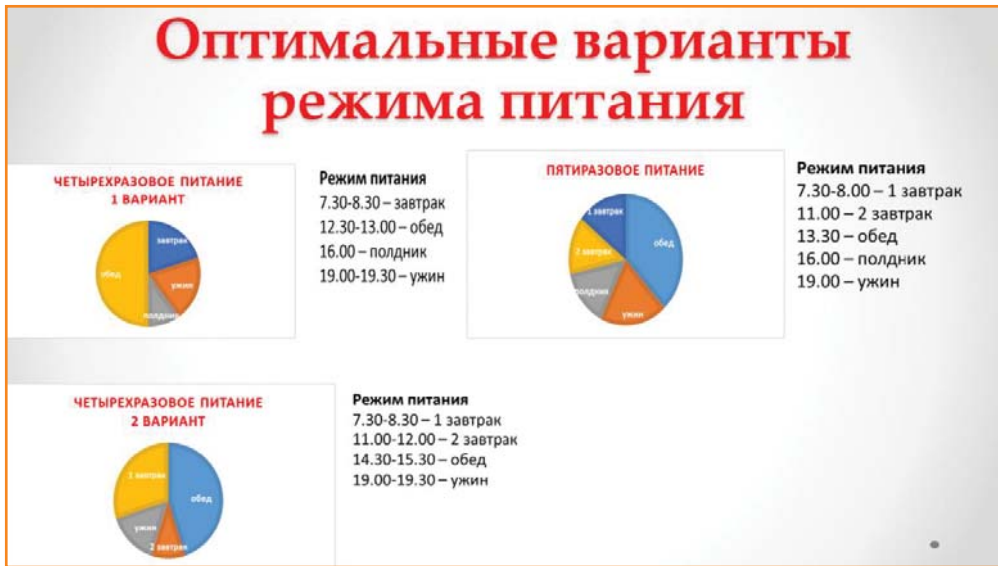 Оптимальные варианты
режима питания
ЧЕТЫРЕХРАЗОВОЕ ПИТАНИЕ
1 ВАРИАНТ
завтрак
обед
ужин
полдник
Режим питания
7.30-8.30 – завтрак
12.30-13.00 – обед
16.00 – полдник
19.00-19.30 – ужин
ПЯТИРАЗОВОЕ ПИТАНИЕ
1 завтрак
обед
2 завтрак
полдник
ужин
Режим питания
7.30-8.00 – 1 завтрак
11.00 – 2 завтрак
13.30 – обед
16.00 – полдник
19.00 – ужин
ЧЕТЫРЕХРАЗОВОЕ ПИТАНИЕ
2 ВАРИАНТ
1 завтрак
обед
ужин
2 завтрак
Режим питания
7.30-8.30 – 1 завтрак
11.00-12.00 – 2 завтрак
14.30-15.30 – обед
19.00-19.30 – ужин